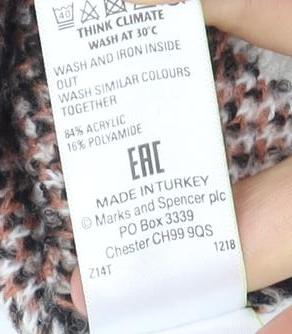 40
THINK CLIMATE
WASH AT 30°C
WASH AND IRON INSIDE
OUT
WASH SIMILAR COLOURS
TOGETHER
84% ACRYLIC
16% POLYAMIDE
EAC
MADE IN TURKEY
© Marks and Spencer plc
PO Box 3339
Chester CH99 9QS
1218
Z14T